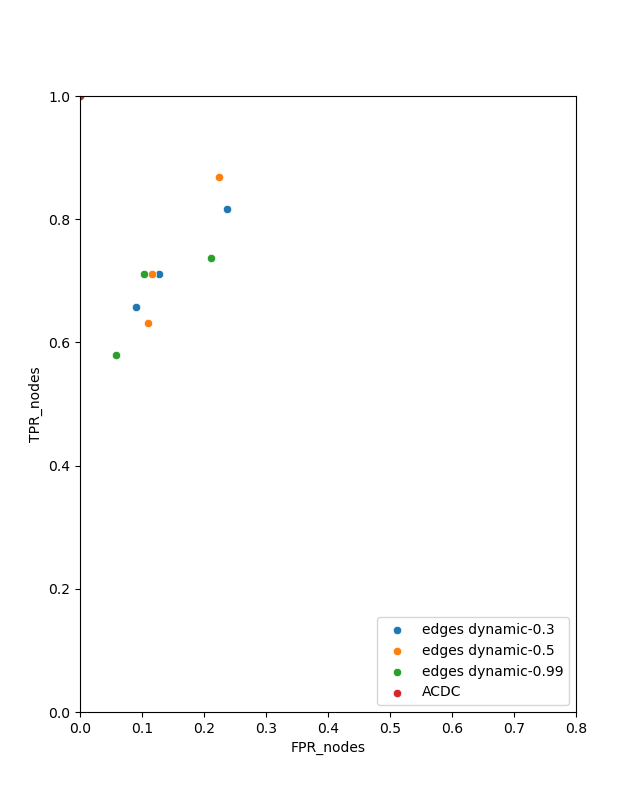 1.0
0.8
0.6
0.4
0.2
0.0
TPR_nodes
0.0 0.1 0.2 0.3 0.4 0.5 0.6 0.7 0.8
FPR_nodes
edges dynamic-0.3
edges dynamic-0.5
edges dynamic-0.99
ACDC